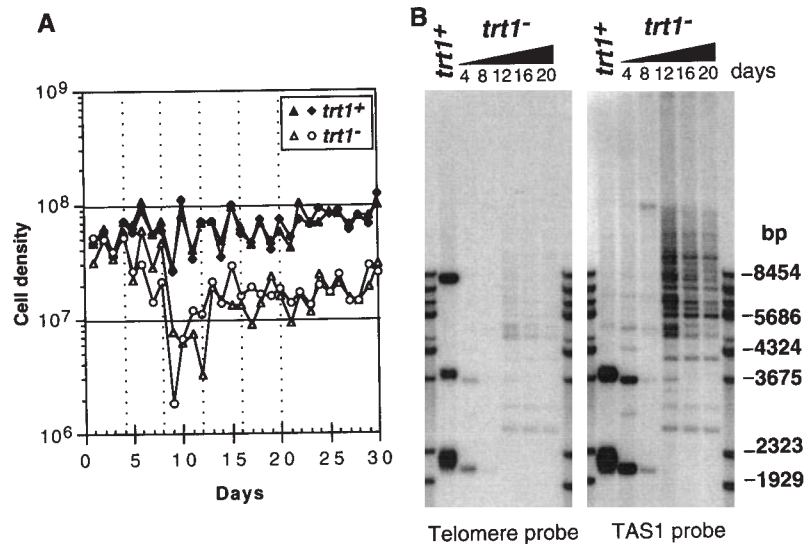 A
Cell density
10⁹
10⁸
10⁷
10⁶
0 5 10 15 20 25 30
Days
trt1+
trt1-
B
trt1+
trt1-
4 8 12 16 20
trt1+
trt1-
4 8 12 16 20 days
bp
-8454
-5686
-4324
-3675
-2323
-1929
Telomere probe
TAS1 probe